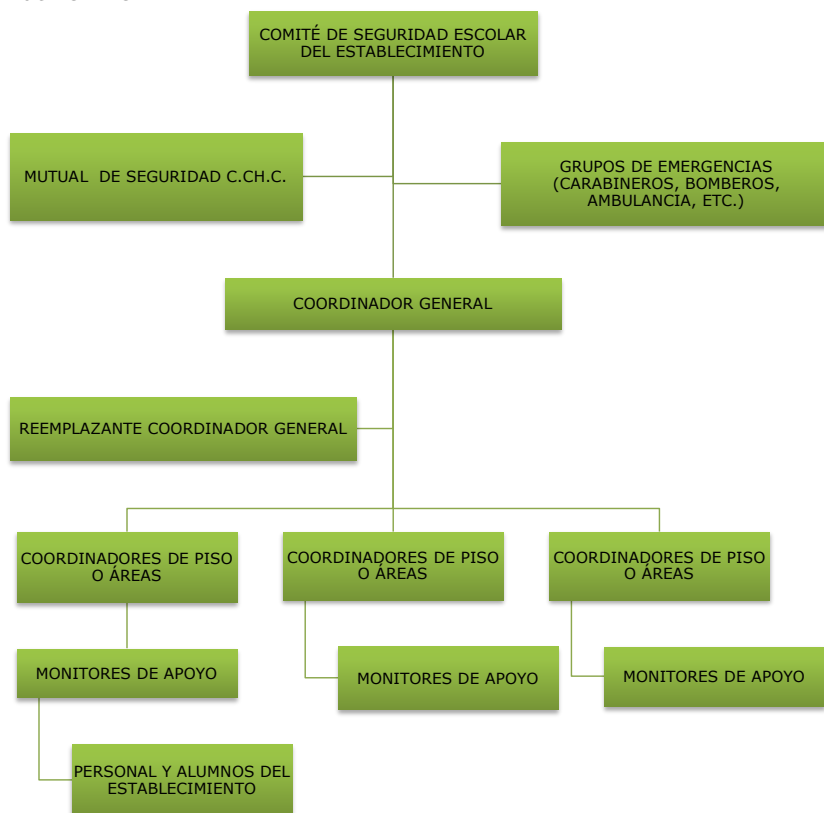 COMITÉ DE SEGURIDAD ESCOLAR
DEL ESTABLECIMIENTO
MUTUAL DE SEGURIDAD C.CH.C.
GRUPOS DE EMERGENCIAS
(CARABINEROS, BOMBEROS,
AMBULANCIA, ETC.)
COORDINADOR GENERAL
REEMPLAZANTE COORDINADOR GENERAL
COORDINADORES DE PISO
O ÁREAS
COORDINADORES DE PISO
O ÁREAS
COORDINADORES DE PISO
O ÁREAS
MONITORES DE APOYO
MONITORES DE APOYO
MONITORES DE APOYO
PERSONAL Y ALUMNOS DEL
ESTABLECIMIENTO